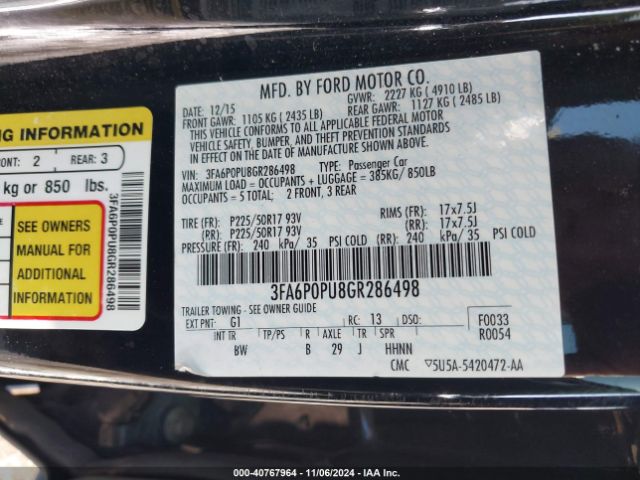 MFD. BY FORD MOTOR CO.
DATE: 12/15
GVWR: 2227 KG ( 4910 LB)
FRONT GAWR: 1105 KG ( 2435 LB)
REAR GAWR: 1127 KG ( 2485 LB)
THIS VEHICLE CONFORMS TO ALL APPLICABLE FEDERAL MOTOR
VEHICLE SAFETY, BUMPER, AND THEFT PREVENTION STANDARDS
IN EFFECT ON THE DATE OF MANUFACTURE SHOWN ABOVE.
VIN: 3FA6P0PU8GR286498 TYPE: Passenger Car
MAXIMUM LOAD = OCCUPANTS + LUGGAGE = 385KG/ 850LB
OCCUPANTS = 5 TOTAL; 2 FRONT, 3 REAR
TIRE (FR): P225/50R17 93V RIMS (FR): 17x7.5J
(RR): P225/50R17 93V (RR): 17x7.5J
PRESSURE (FR): 240 kPa/ 35 PSI COLD (RR): 240 kPa/ 35 PSI COLD
3FA6P0PU8GR286498
TRAILER TOWING - SEE OWNER GUIDE
EXT PNT: G1 RC: 13 DSO:
F0033
R0054
INT TR TP/PS R AXLE TR SPR
BW B 29 J HHNN
CMC ▽5U5A-5420472-AA
NG INFORMATION
ONT: 2 REAR: 3
kg or 850 lbs.
SEE OWNERS
MANUAL FOR
ADDITIONAL
INFORMATION
3FA6P0PU8GR286498
000-40767964 - 11/06/2024 - IAA Inc.